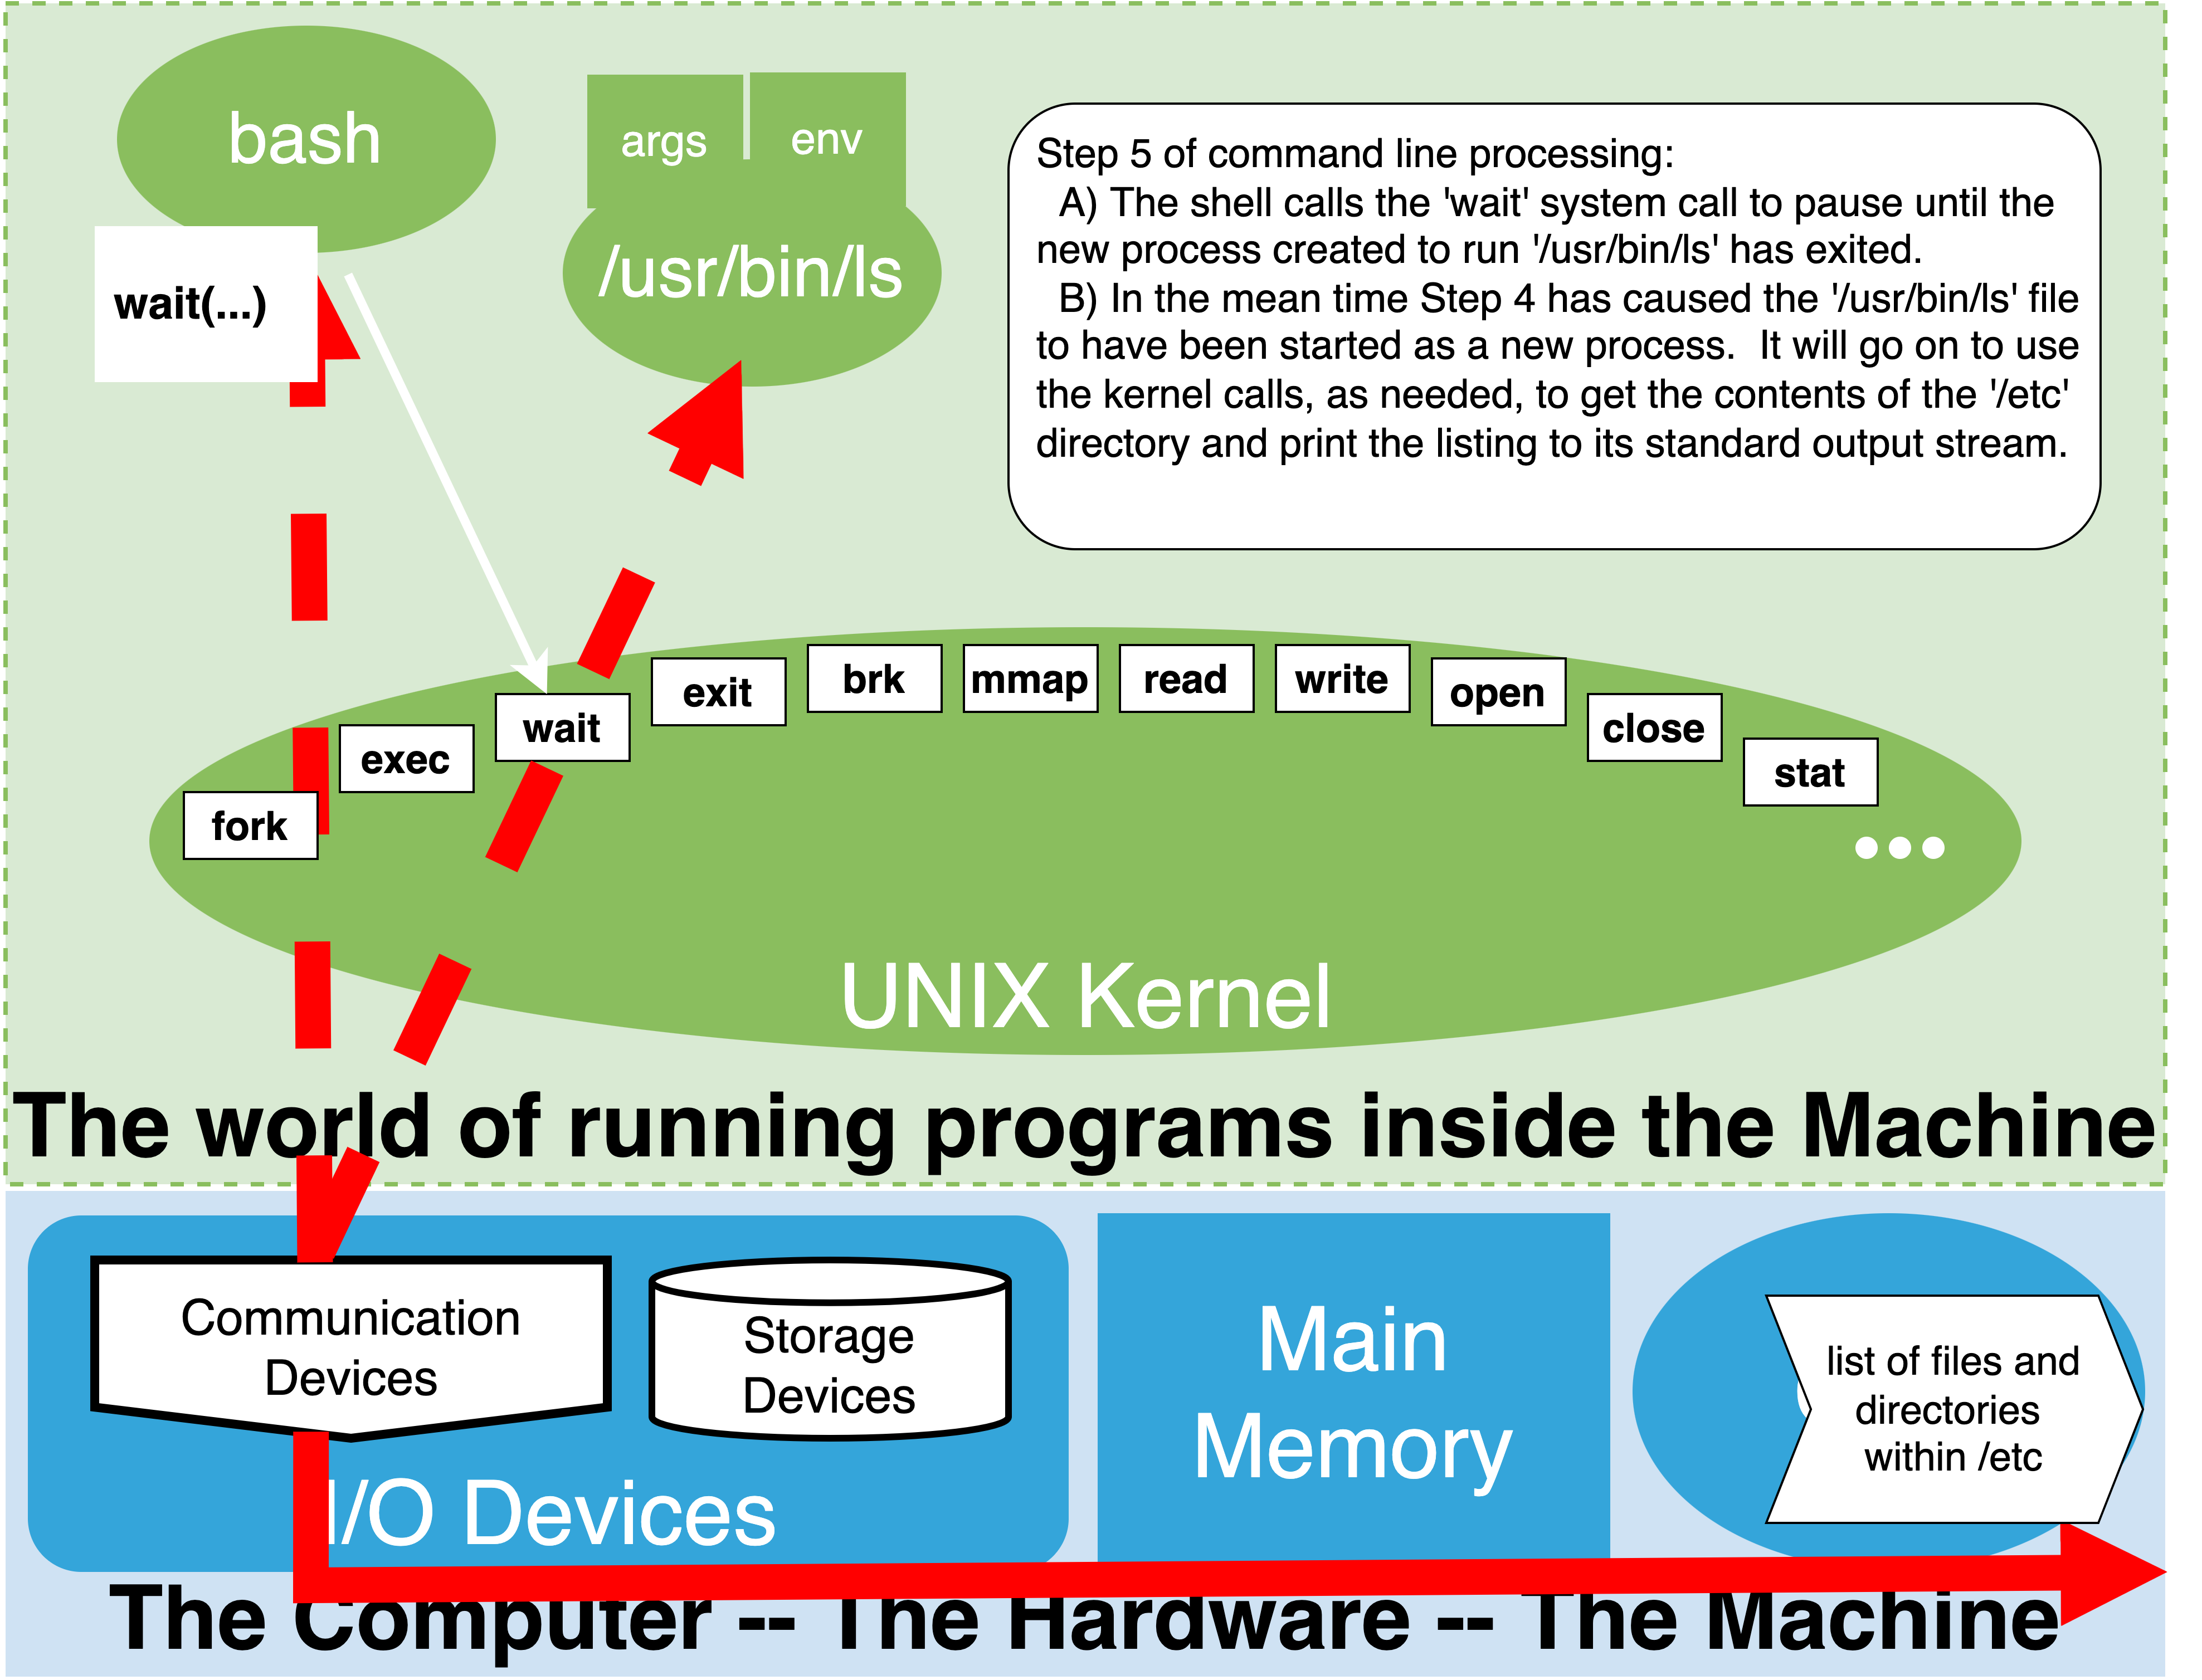 bash
args
env
/usr/bin/ls
wait(...)
Step 5 of command line processing:
A) The shell calls the 'wait' system call to pause until the
new process created to run '/usr/bin/ls' has exited.
B) In the mean time Step 4 has caused the '/usr/bin/ls' file
to have been started as a new process. It will go on to use
the kernel calls, as needed, to get the contents of the '/etc'
directory and print the listing to its standard output stream.
fork
exec
wait
exit
brk
mmap
read
write
open
close
stat
UNIX Kernel
The world of running programs inside the Machine
Communication
Devices
Storage
Devices
I/O Devices
Main
Memory
list of files and
directories
within /etc
The Computer -- The Hardware -- The Machine